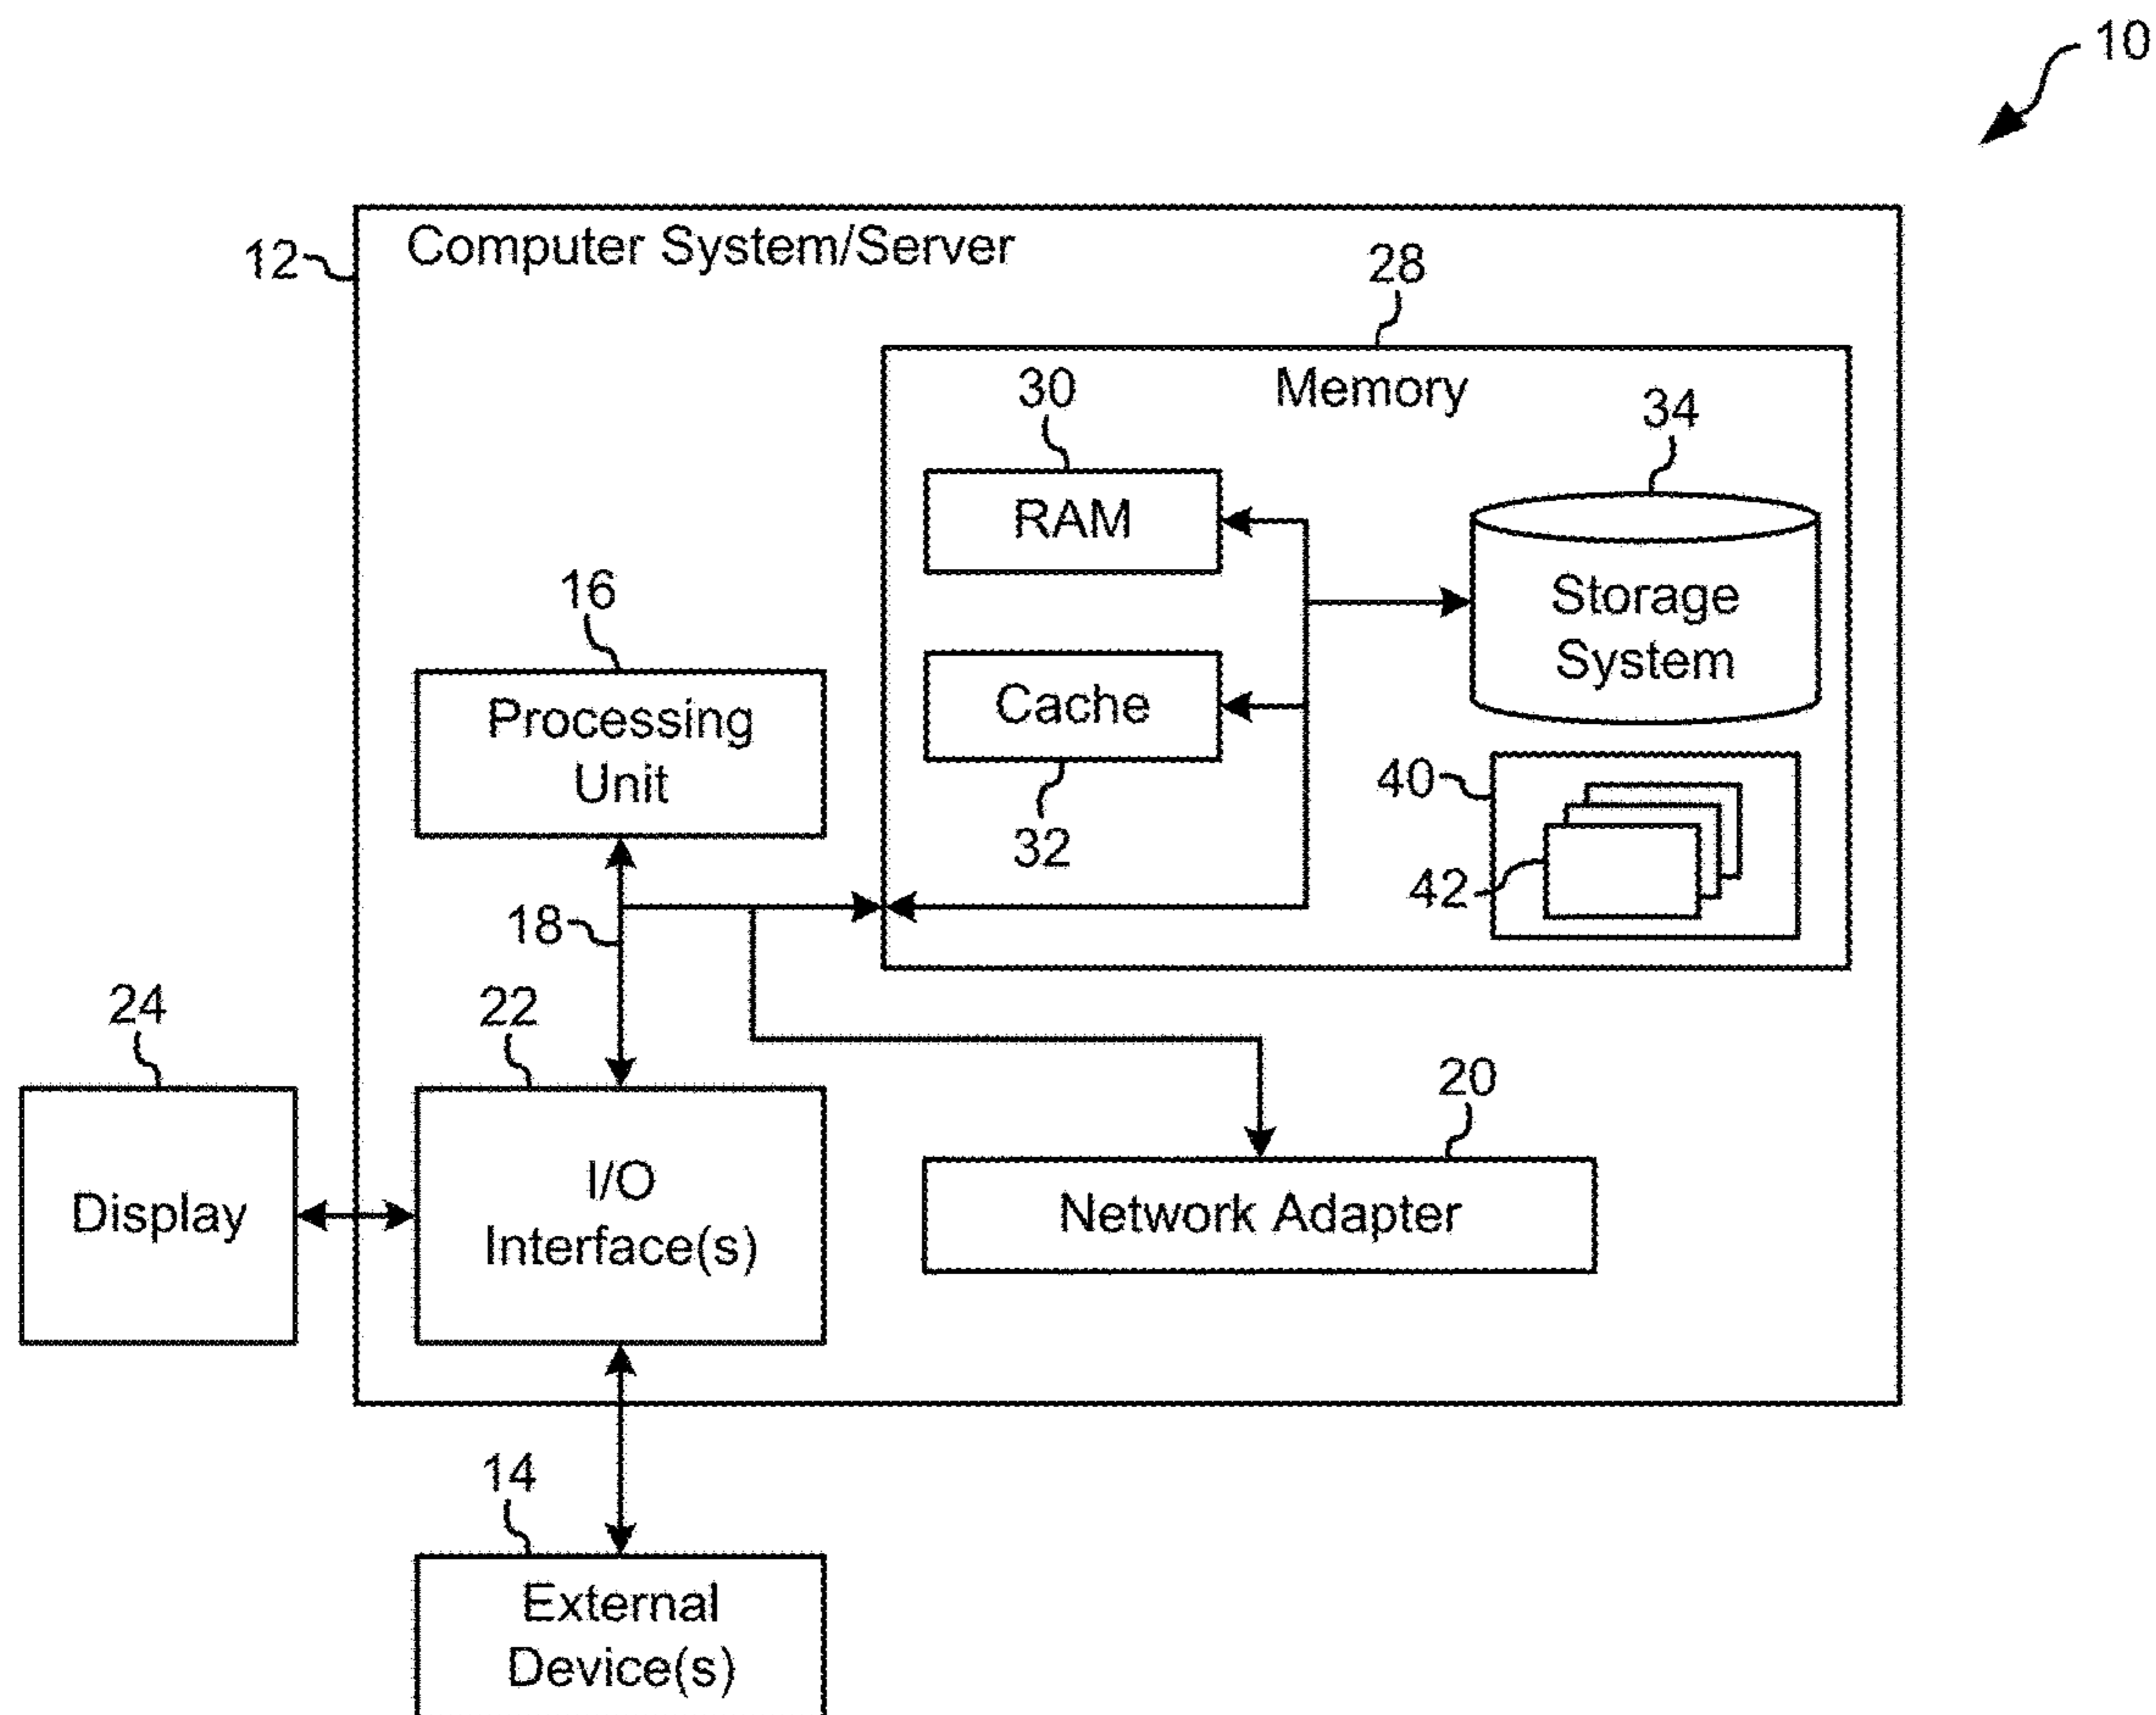 10
12
Computer System/Server
28
Memory
30
RAM
34
Storage
System
16
Processing
Unit
Cache
32
40
42
18
24
Display
22
I/O
Interface(s)
20
Network Adapter
14
External
Device(s)